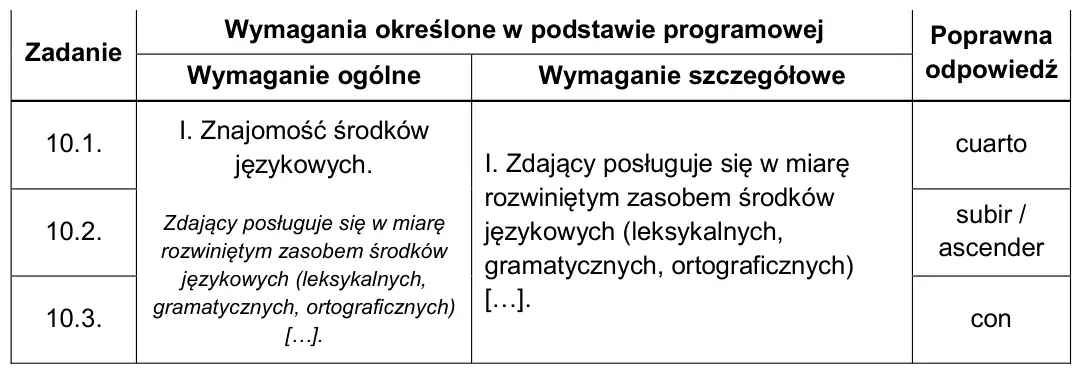 Zadanie
Wymagania określone w podstawie programowej
Poprawna
odpowiedź
Wymaganie ogólne
Wymaganie szczegółowe
10.1.
I. Znajomość środków
językowych.
Zdający posługuje się w miarę
rozwiniętym zasobem środków
językowych (leksykalnych,
gramatycznych, ortograficznych)
[…].
I. Zdający posługuje się w miarę
rozwiniętym zasobem środków
językowych (leksykalnych,
gramatycznych, ortograficznych)
[…].
cuarto
10.2.
subir /
ascender
10.3.
con